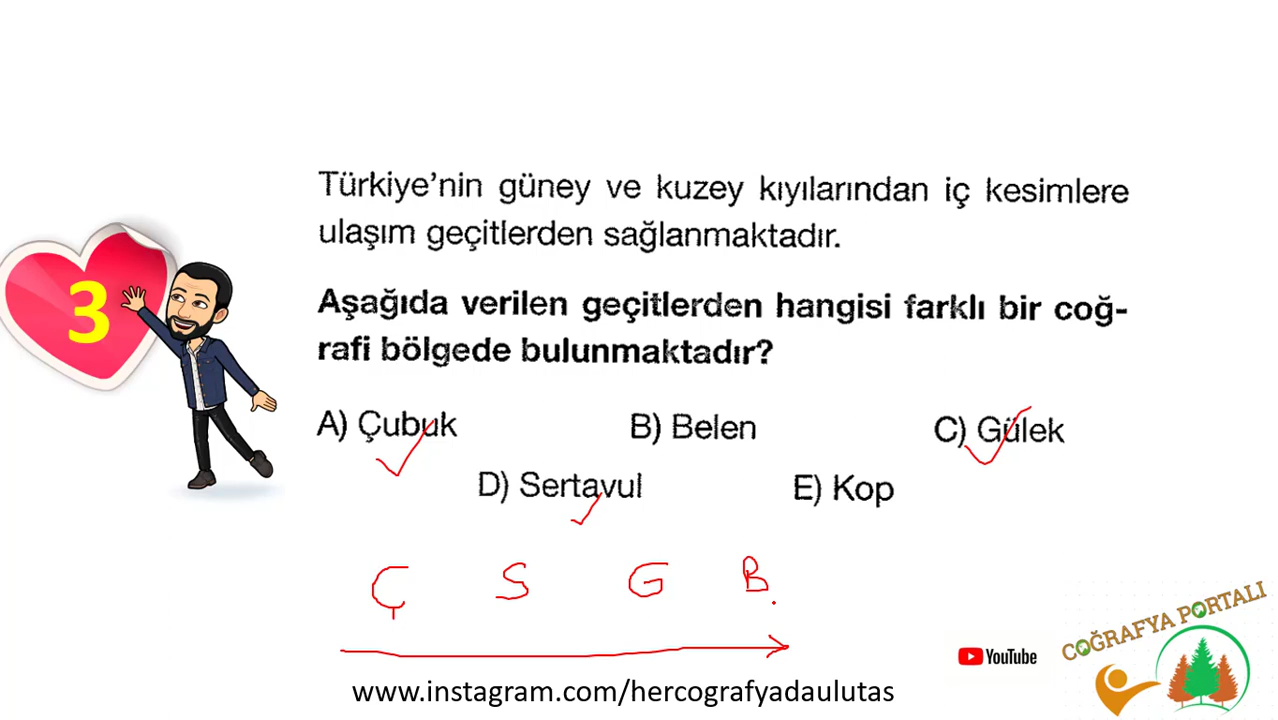 3
Türkiye’nin güney ve kuzey kıyılarından iç kesimlere
ulaşım geçitlerden sağlanmaktadır.
Aşağıda verilen geçitlerden hangisi farklı bir coğ-
rafi bölgede bulunmaktadır?
A) Çubuk B) Belen C) Gülek
D) Sertavul E) Kop
Ç S G B
COĞRAFYA PORTALI
YouTube
www.instagram.com/hercografyadaulutas